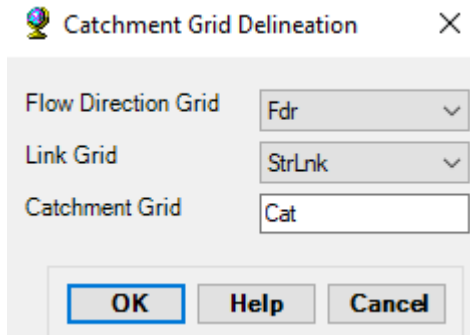 Catchment Grid Delineation
Flow Direction Grid Fdr
Link Grid StrLnk
Catchment Grid Cat
OK Help Cancel